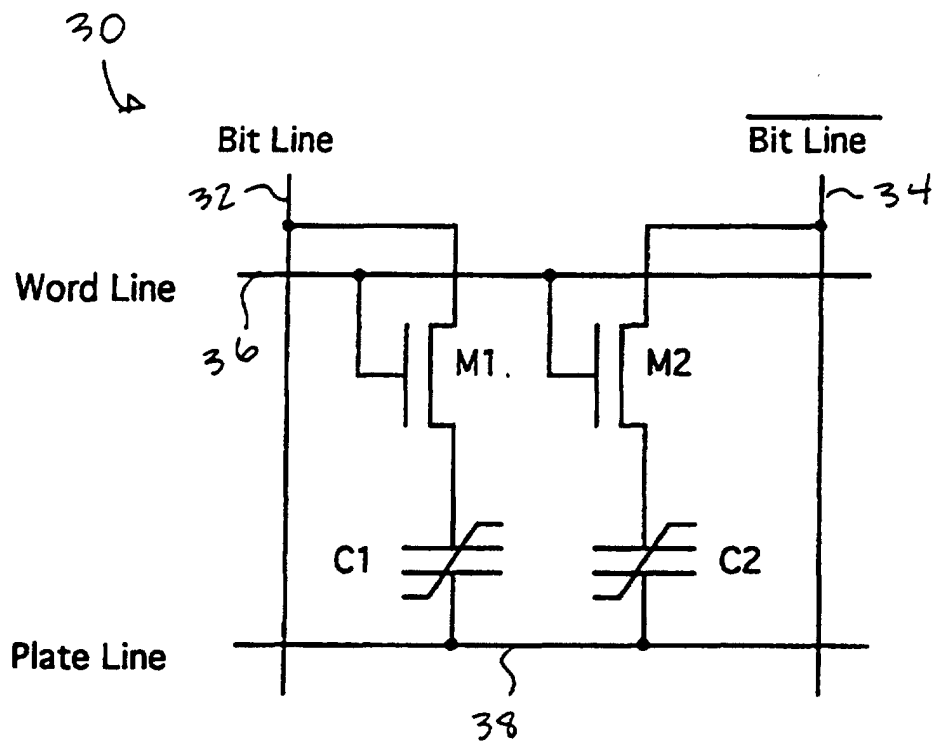 30
Bit Line
Bit Line
32
34
Word Line
36
M1.
M2
C1
C2
Plate Line
38